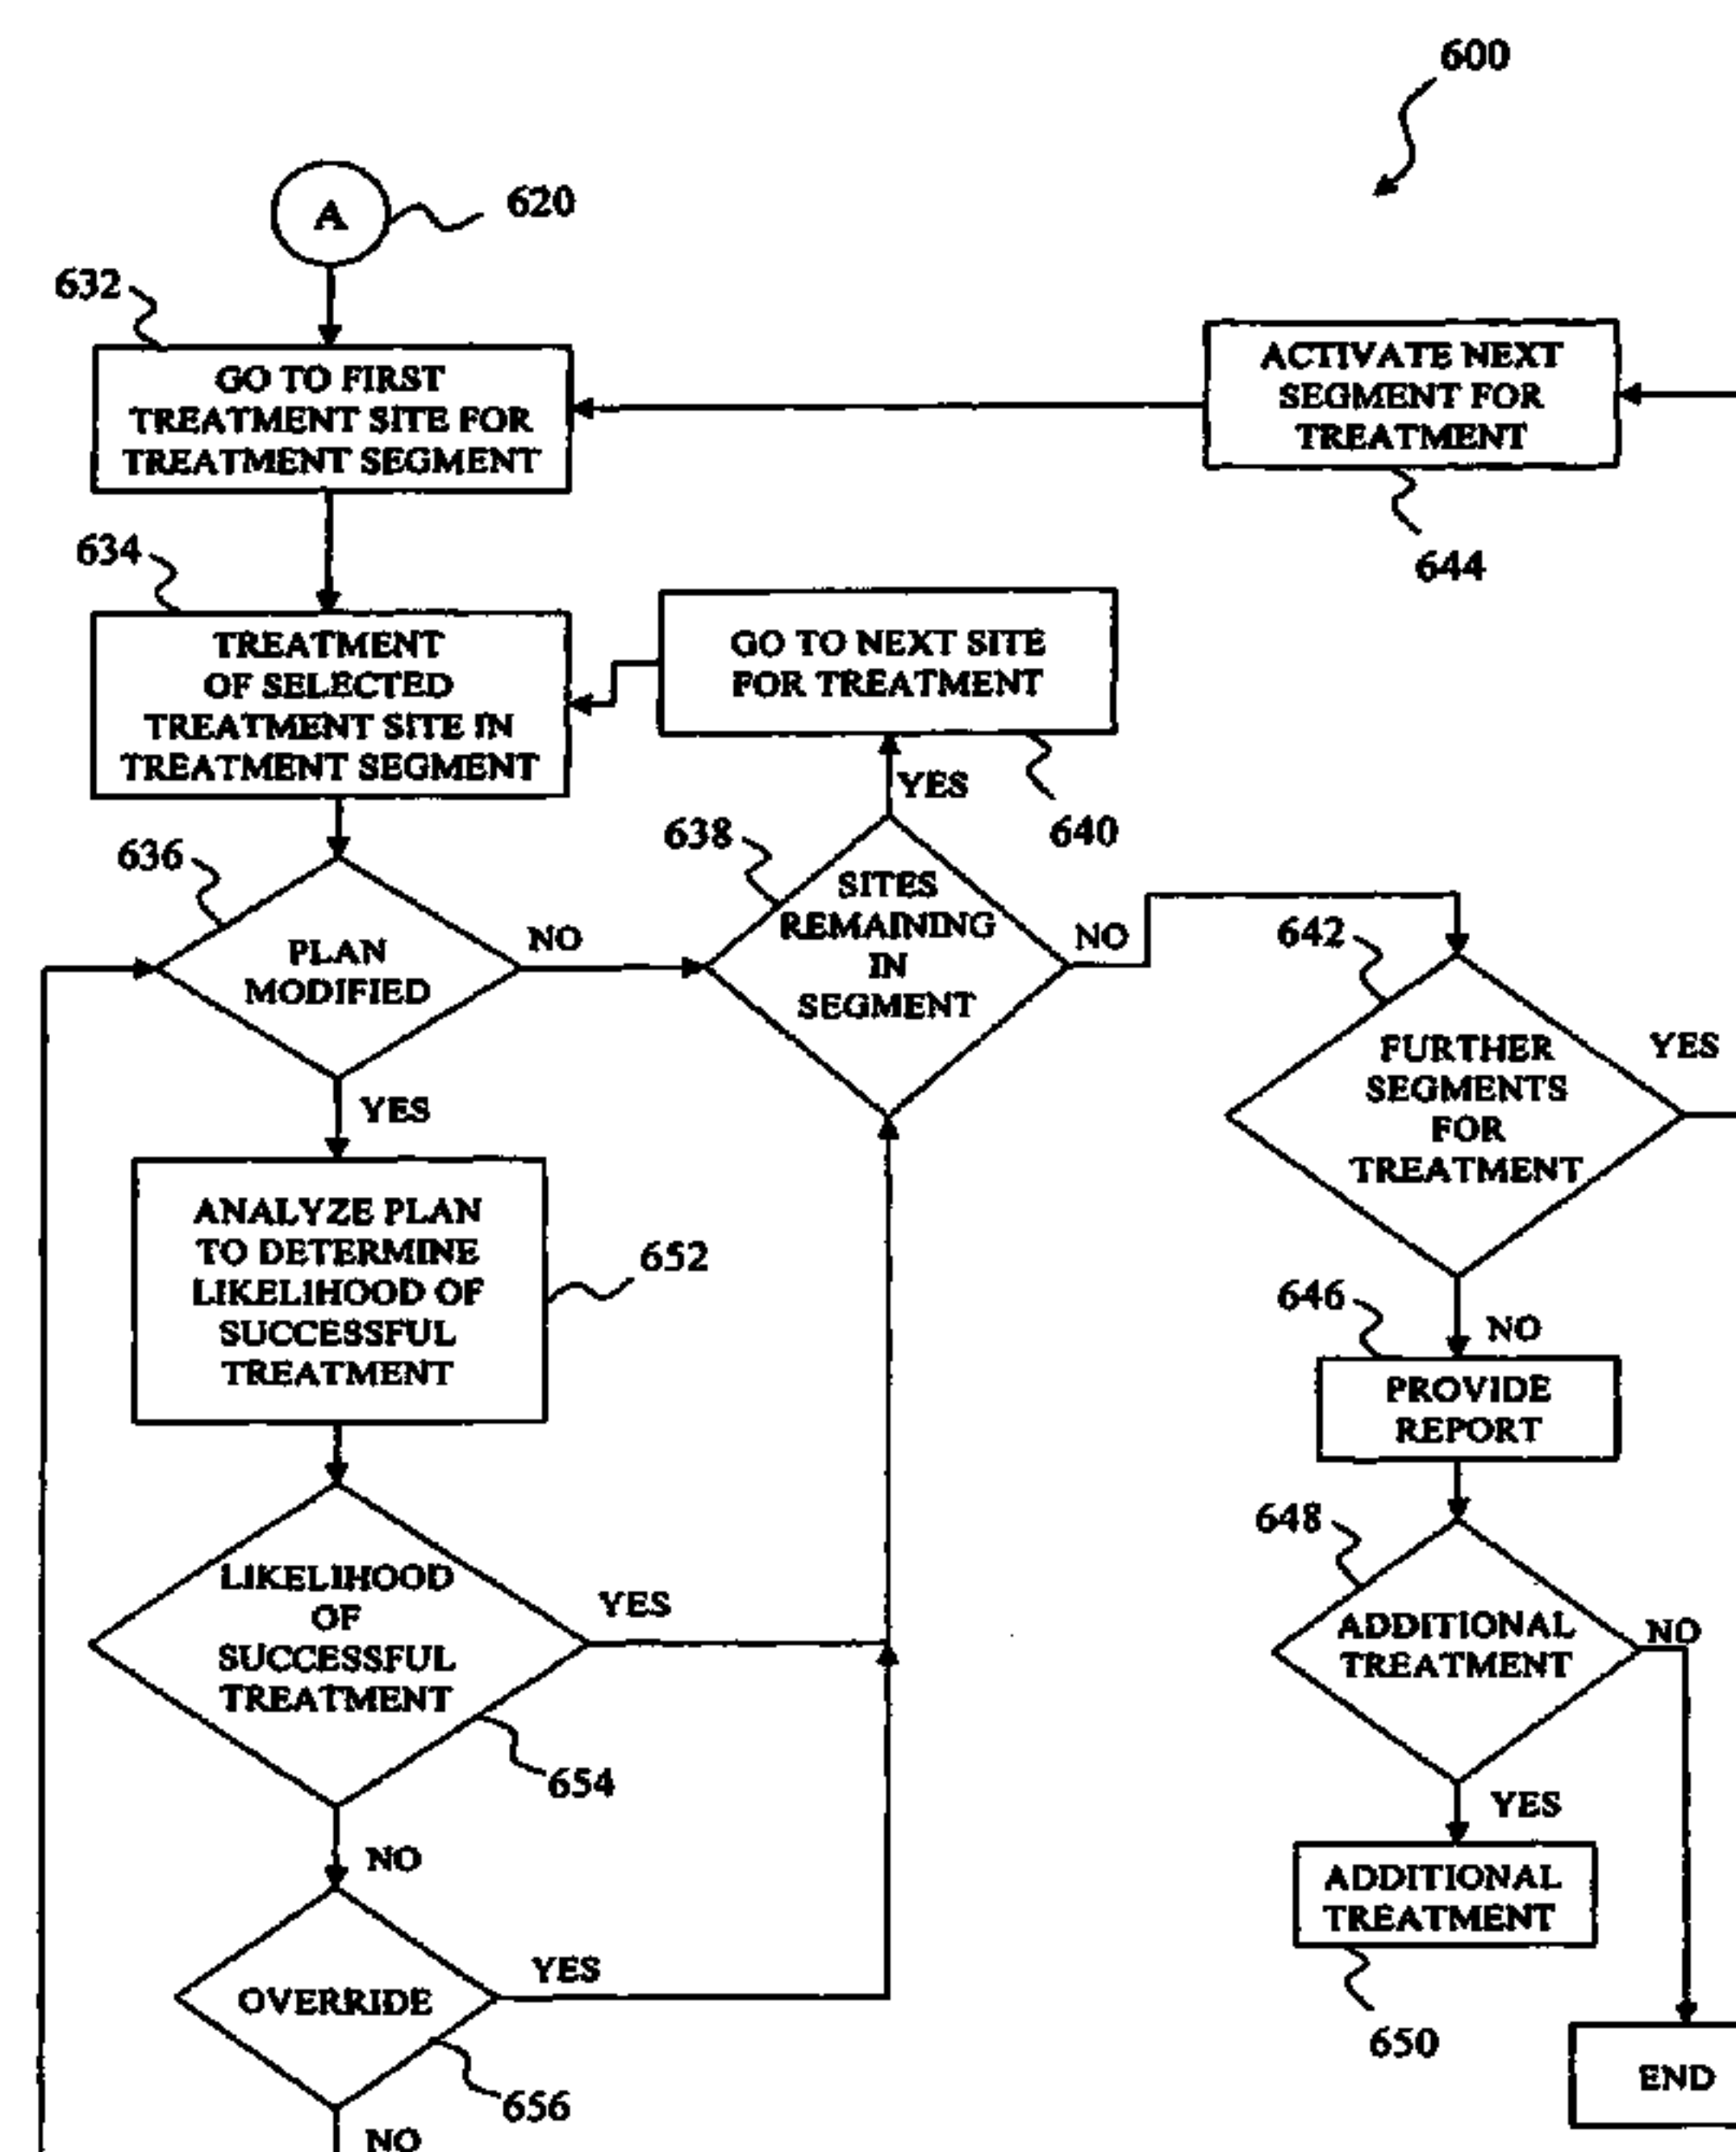 600
A
620
632
GO TO FIRST
TREATMENT SITE FOR
TREATMENT SEGMENT
ACTIVATE NEXT
SEGMENT FOR
TREATMENT
644
634
TREATMENT
OF SELECTED
TREATMENT SITE IN
TREATMENT SEGMENT
GO TO NEXT SITE
FOR TREATMENT
640
YES
636
PLAN
MODIFIED
NO
YES
638
SITES
REMAINING
IN
SEGMENT
NO
642
FURTHER
SEGMENTS
FOR
TREATMENT
YES
NO
ANALYZE PLAN
TO DETERMINE
LIKELIHOOD OF
SUCCESSFUL
TREATMENT
652
646
PROVIDE
REPORT
LIKELIHOOD
OF
SUCCESSFUL
TREATMENT
YES
654
NO
648
ADDITIONAL
TREATMENT
NO
YES
ADDITIONAL
TREATMENT
650
OVERRIDE
YES
656
NO
END